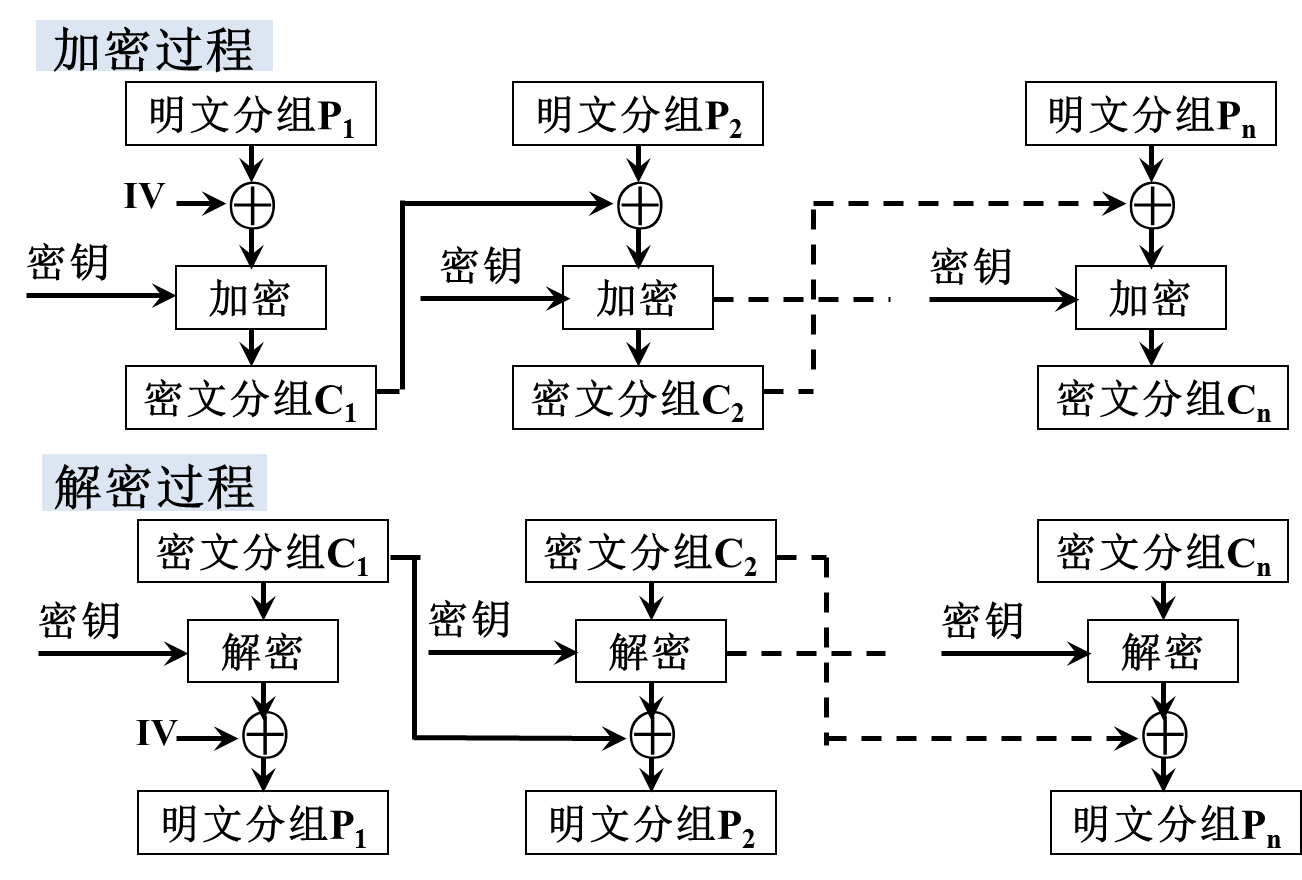 加密过程
明文分组P1 明文分组P2 明文分组Pn
IV
密钥 密钥 密钥
加密 加密 加密
密文分组C1 密文分组C2 密文分组Cn
解密过程
密文分组C1 密文分组C2 密文分组Cn
密钥 密钥 密钥
解密 解密 解密
IV
明文分组P1 明文分组P2 明文分组Pn